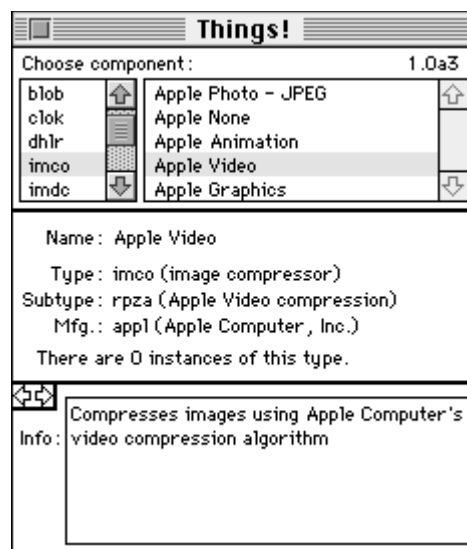 Things!
Choose component: 1.0a3
blob
clok
dhlr
imco
imdc
Apple Photo - JPEG
Apple None
Apple Animation
Apple Video
Apple Graphics
Name: Apple Video
Type: imco (image compressor)
Subtype: rpza (Apple Video compression)
Mfg.: appl (Apple Computer, Inc.)
There are 0 instances of this type.
Info: Compresses images using Apple Computer's
video compression algorithm